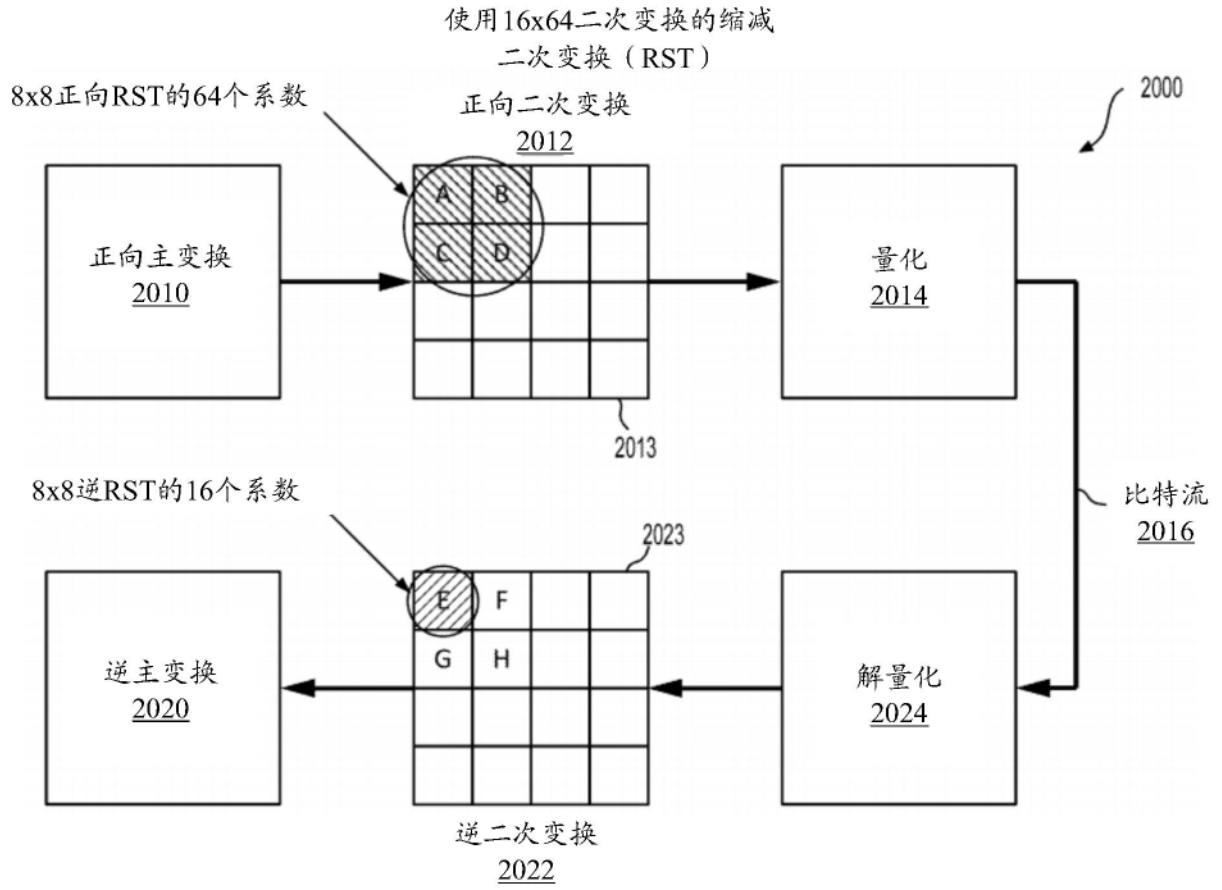 使用16x64二次变换的缩减
二次变换（RST）
8x8正向RST的64个系数
正向二次变换
2012
2000
A B
C D
正向主变换
2010
量化
2014
2013
8x8逆RST的16个系数
2023
比特流
2016
E F
G H
逆主变换
2020
解量化
2024
逆二次变换
2022